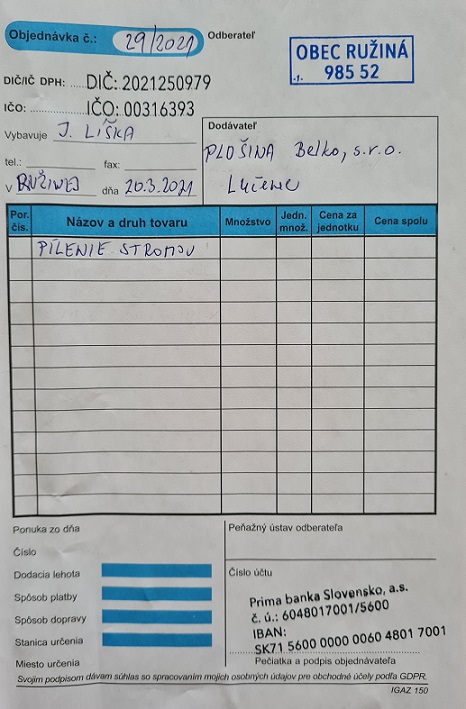 Objednávka č.: 29/2021
Odberateľ
OBEC RUŽINÁ
-1- 985 52
DIČ/IČ DPH: ..... DIČ: 2021250979
IČO: ..... IČO: 00316393
Vybavuje J. LIŠKA
tel.: fax:
V RUŽINEJ dňa 20.3.2021
Dodávateľ
PLOŠINA Belko, s.r.o.
Lučenec
Por. čís. Názov a druh tovaru Množstvo Jedn. množ. Cena za jednotku Cena spolu
PÍLENIE STROMOV
Ponuka zo dňa
Číslo
Dodacia lehota
Spôsob platby
Spôsob dopravy
Stanica určenia
Miesto určenia
Peňažný ústav odberateľa
Číslo účtu
Prima banka Slovensko, a.s.
č. ú.: 6048017001/5600
IBAN:
SK71 5600 0000 0060 4801 7001
Pečiatka a podpis objednávateľa
Svojim podpisom dávam súhlas so spracovaním mojich osobných údajov pre obchodné účely podľa GDPR.
IGAZ 150